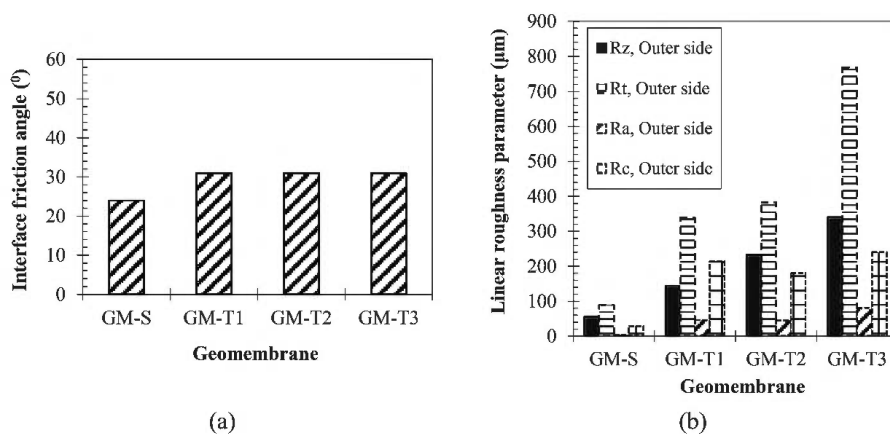 60
50
40
30
20
10
0
Interface friction angle (⁰)
GM-S GM-T1 GM-T2 GM-T3
Geomembrane
(a)
900
800
700
600
500
400
300
200
100
0
Linear roughness parameter (µm)
Rz, Outer side
Rt, Outer side
Ra, Outer side
Rc, Outer side
GM-S GM-T1 GM-T2 GM-T3
Geomembrane
(b)